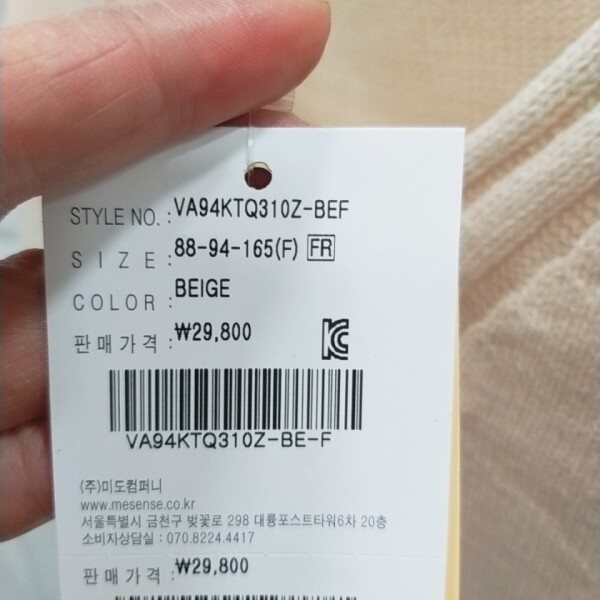 STYLE NO. : VA94KTQ310Z-BEF
SIZE : 88-94-165(F) FR
COLOR : BEIGE
판매가격 : ₩29,800
VA94KTQ310Z-BE-F
(주)미도컴퍼니
www.mesense.co.kr
서울특별시 금천구 벚꽃로 298 대륭포스트타워6차 20층
소비자상담실 : 070.8224.4417
판매가격 : ₩29,800